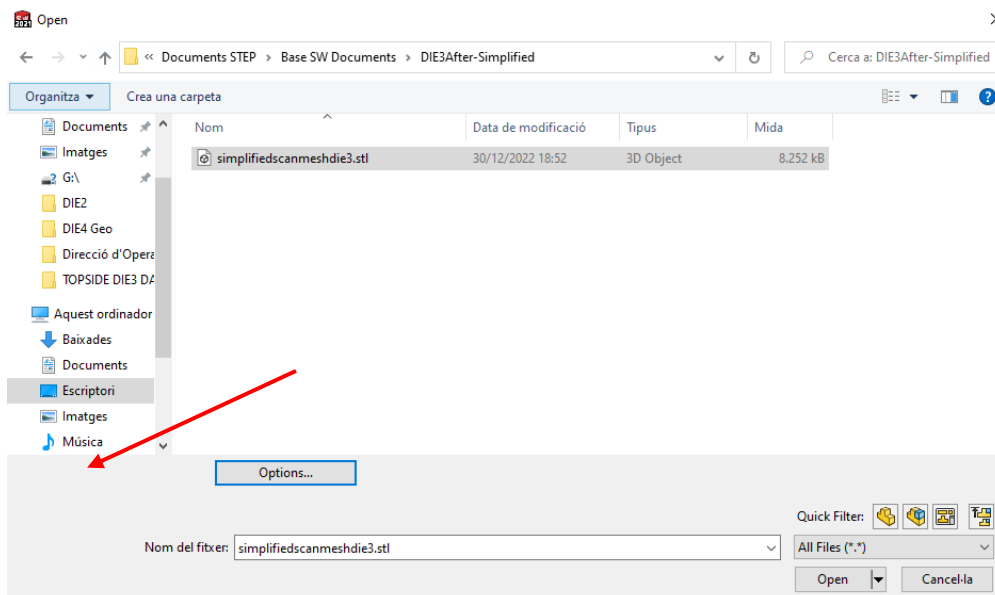 Open
« Documents STEP › Base SW Documents › DIE3After-Simplified
Cerca a: DIE3After-Simplified
Organitza
Crea una carpeta
Documents
Imatges
G:\
DIE2
DIE4 Geo
Direcció d'Opera
TOPSIDE DIE3 DA
Aquest ordinador
Baixades
Documents
Escriptori
Imatges
Música
Nom Data de modificació Tipus Mida
simplifiedscanmeshdie3.stl 30/12/2022 18:52 3D Object 8.252 kB
Options...
Quick Filter:
Nom del fitxer: simplifiedscanmeshdie3.stl All Files (*.*)
Open Cancel·la